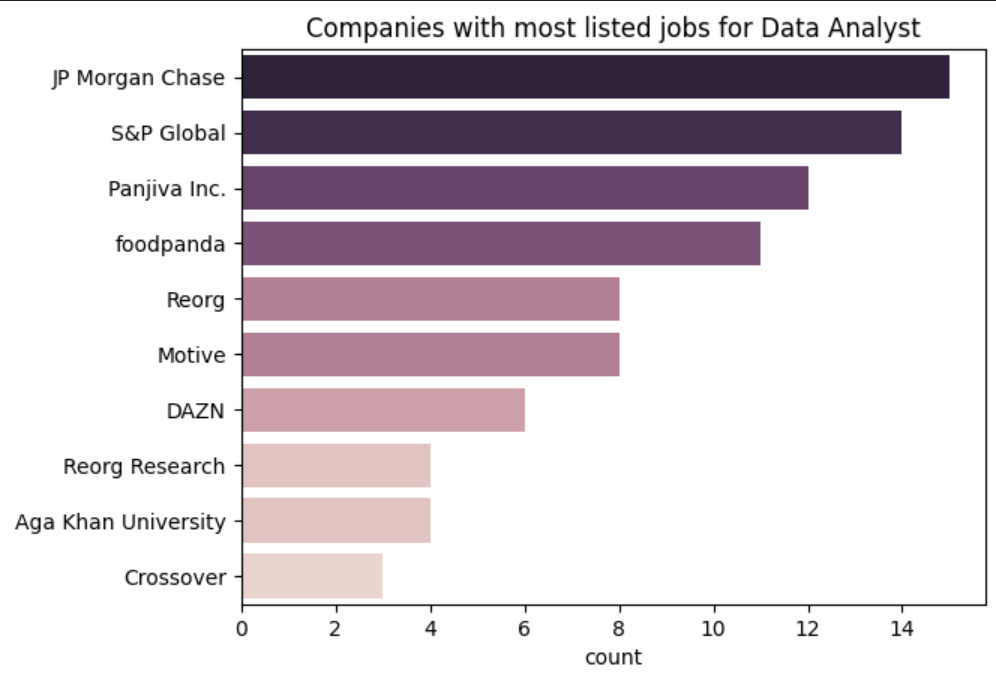 Companies with most listed jobs for Data Analyst
JP Morgan Chase
S&P Global
Panjiva Inc.
foodpanda
Reorg
Motive
DAZN
Reorg Research
Aga Khan University
Crossover
0 2 4 6 8 10 12 14
count